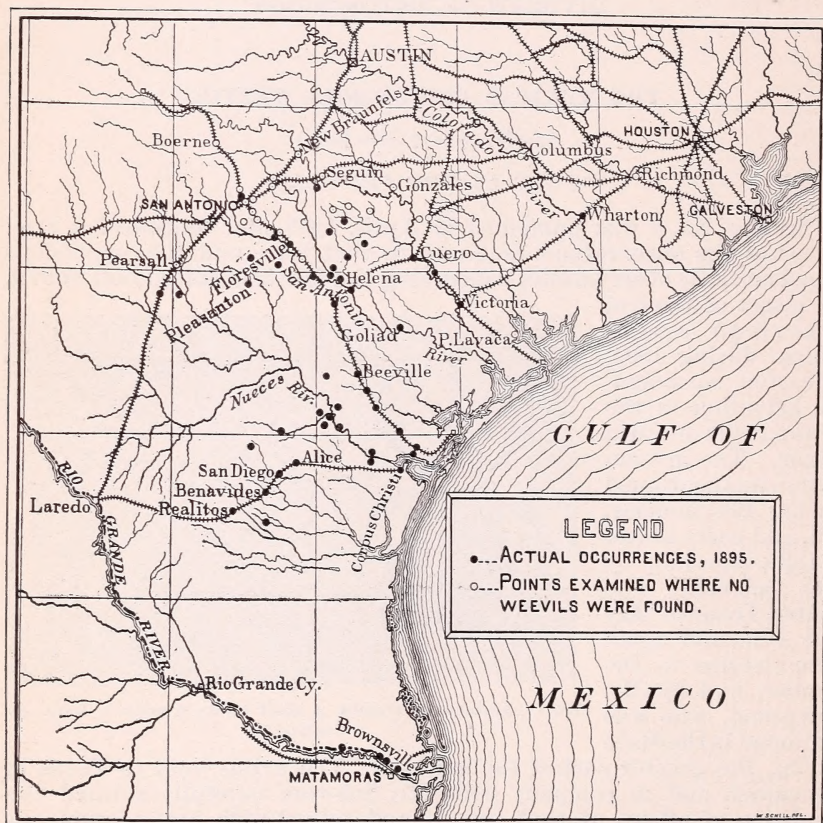 AUSTIN
New Braunfels
Colorado
River
Boerne
HOUSTON
Columbus
Seguin
Gonzales
Richmond
SAN ANTONIO
Wharton
GALVESTON
Pearsall
Floresville
Cuero
Pleasanton
San Antonio
River
Helena
Victoria
Goliad
P. Lavaca
Beeville
Nueces Riv.
GULF OF
MEXICO
RIO
GRANDE
RIVER
San Diego
Alice
Benavides
Laredo
Realitos
Corpus Christi
LEGEND
●---ACTUAL OCCURRENCES, 1895.
○---POINTS EXAMINED WHERE NO
WEEVILS WERE FOUND.
Rio Grande Cy.
Brownsville
MATAMORAS
W SCHOLL DEL.